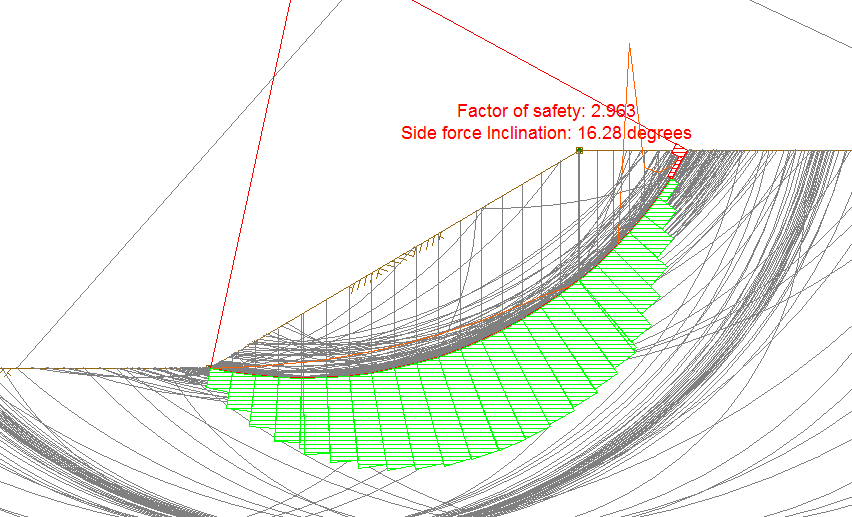 Factor of safety: 2.963
Side force Inclination: 16.28 degrees